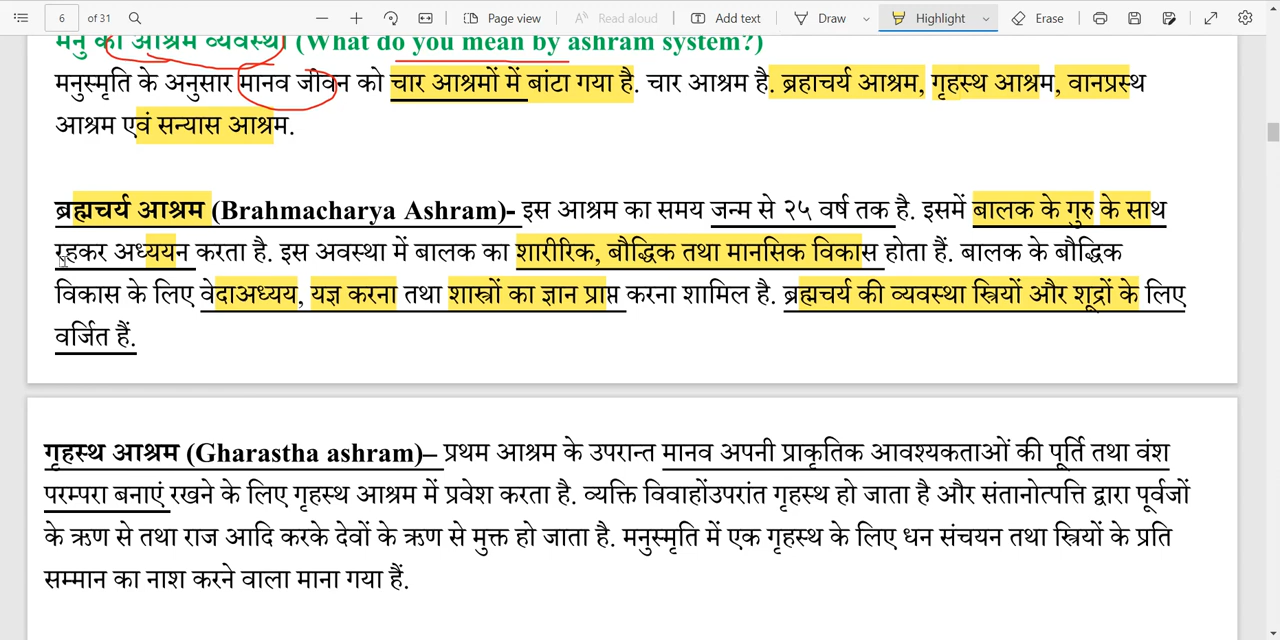 6 of 31 Page view Read aloud Add text Draw Highlight Erase
मनु की आश्रम व्यवस्था (What do you mean by ashram system?)
मनुस्मृति के अनुसार मानव जीवन को चार आश्रमों में बांटा गया है. चार आश्रम है. ब्रहाचर्य आश्रम, गृहस्थ आश्रम, वानप्रस्थ
आश्रम एवं सन्यास आश्रम.
ब्रह्मचर्य आश्रम (Brahmacharya Ashram)- इस आश्रम का समय जन्म से २५ वर्ष तक है. इसमें बालक के गुरु के साथ
रहकर अध्ययन करता है. इस अवस्था में बालक का शारीरिक, बौद्धिक तथा मानसिक विकास होता हैं. बालक के बौद्धिक
विकास के लिए वेदाअध्यय, यज्ञ करना तथा शास्त्रों का ज्ञान प्राप्त करना शामिल है. ब्रह्मचर्य की व्यवस्था स्त्रियों और शूद्रों के लिए
वर्जित हैं.
गृहस्थ आश्रम (Gharastha ashram)– प्रथम आश्रम के उपरान्त मानव अपनी प्राकृतिक आवश्यकताओं की पूर्ति तथा वंश
परम्परा बनाएं रखने के लिए गृहस्थ आश्रम में प्रवेश करता है. व्यक्ति विवाहोंउपरांत गृहस्थ हो जाता है और संतानोत्पत्ति द्वारा पूर्वजों
के ऋण से तथा राज आदि करके देवों के ऋण से मुक्त हो जाता है. मनुस्मृति में एक गृहस्थ के लिए धन संचयन तथा स्त्रियों के प्रति
सम्मान का नाश करने वाला माना गया हैं.